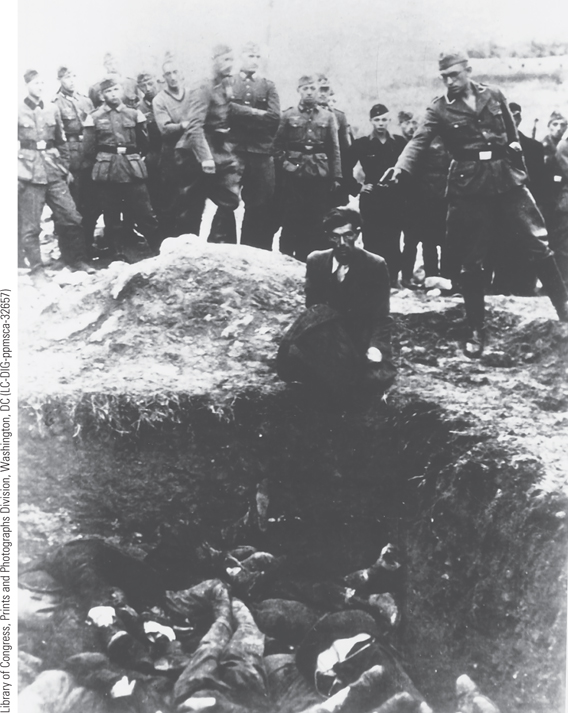 Library of Congress, Prints and Photographs Division, Washington, DC (LC-DIG-ppmsca-32657)